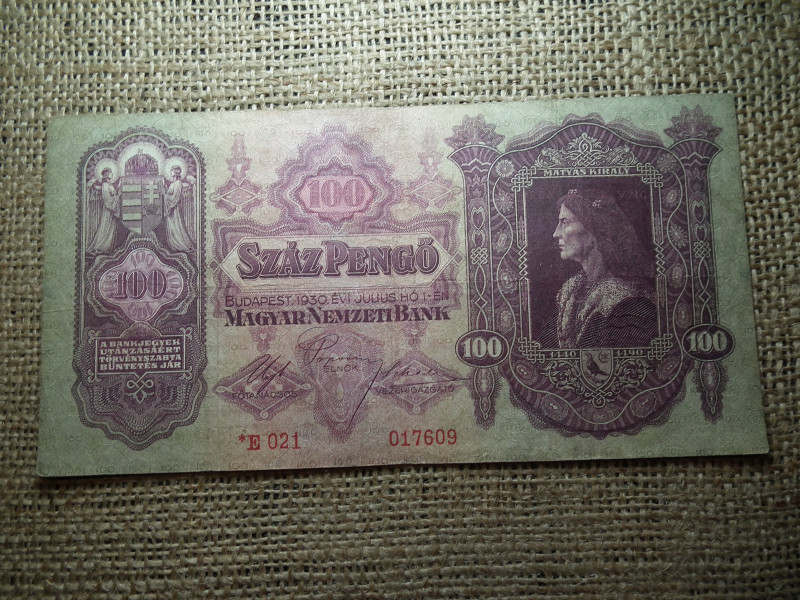 100
SZÁZ PENGŐ
BUDAPEST, 1930. ÉVI JULIUS HÓ 1-ÉN
MAGYAR NEMZETI BANK
ELNÖK
FŐTANÁCSOS
VEZÉRIGAZGATÓ
*E 021 017609
100
A BANKJEGYEK
UTÁNZÁSÁÉRT
TÖRVÉNYSZABTA
BÜNTETÉS JÁR
MÁTYÁS KIRÁLY
100
100
1440
1490